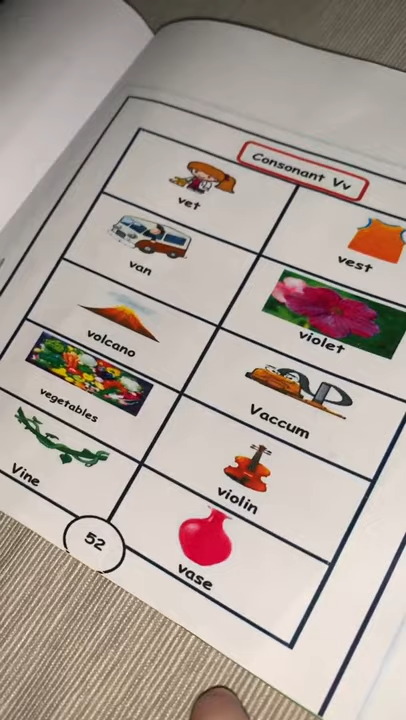 Consonant Vv
vet
vest
van
violet
volcano
Vaccum
vegetables
violin
Vine
vase
52